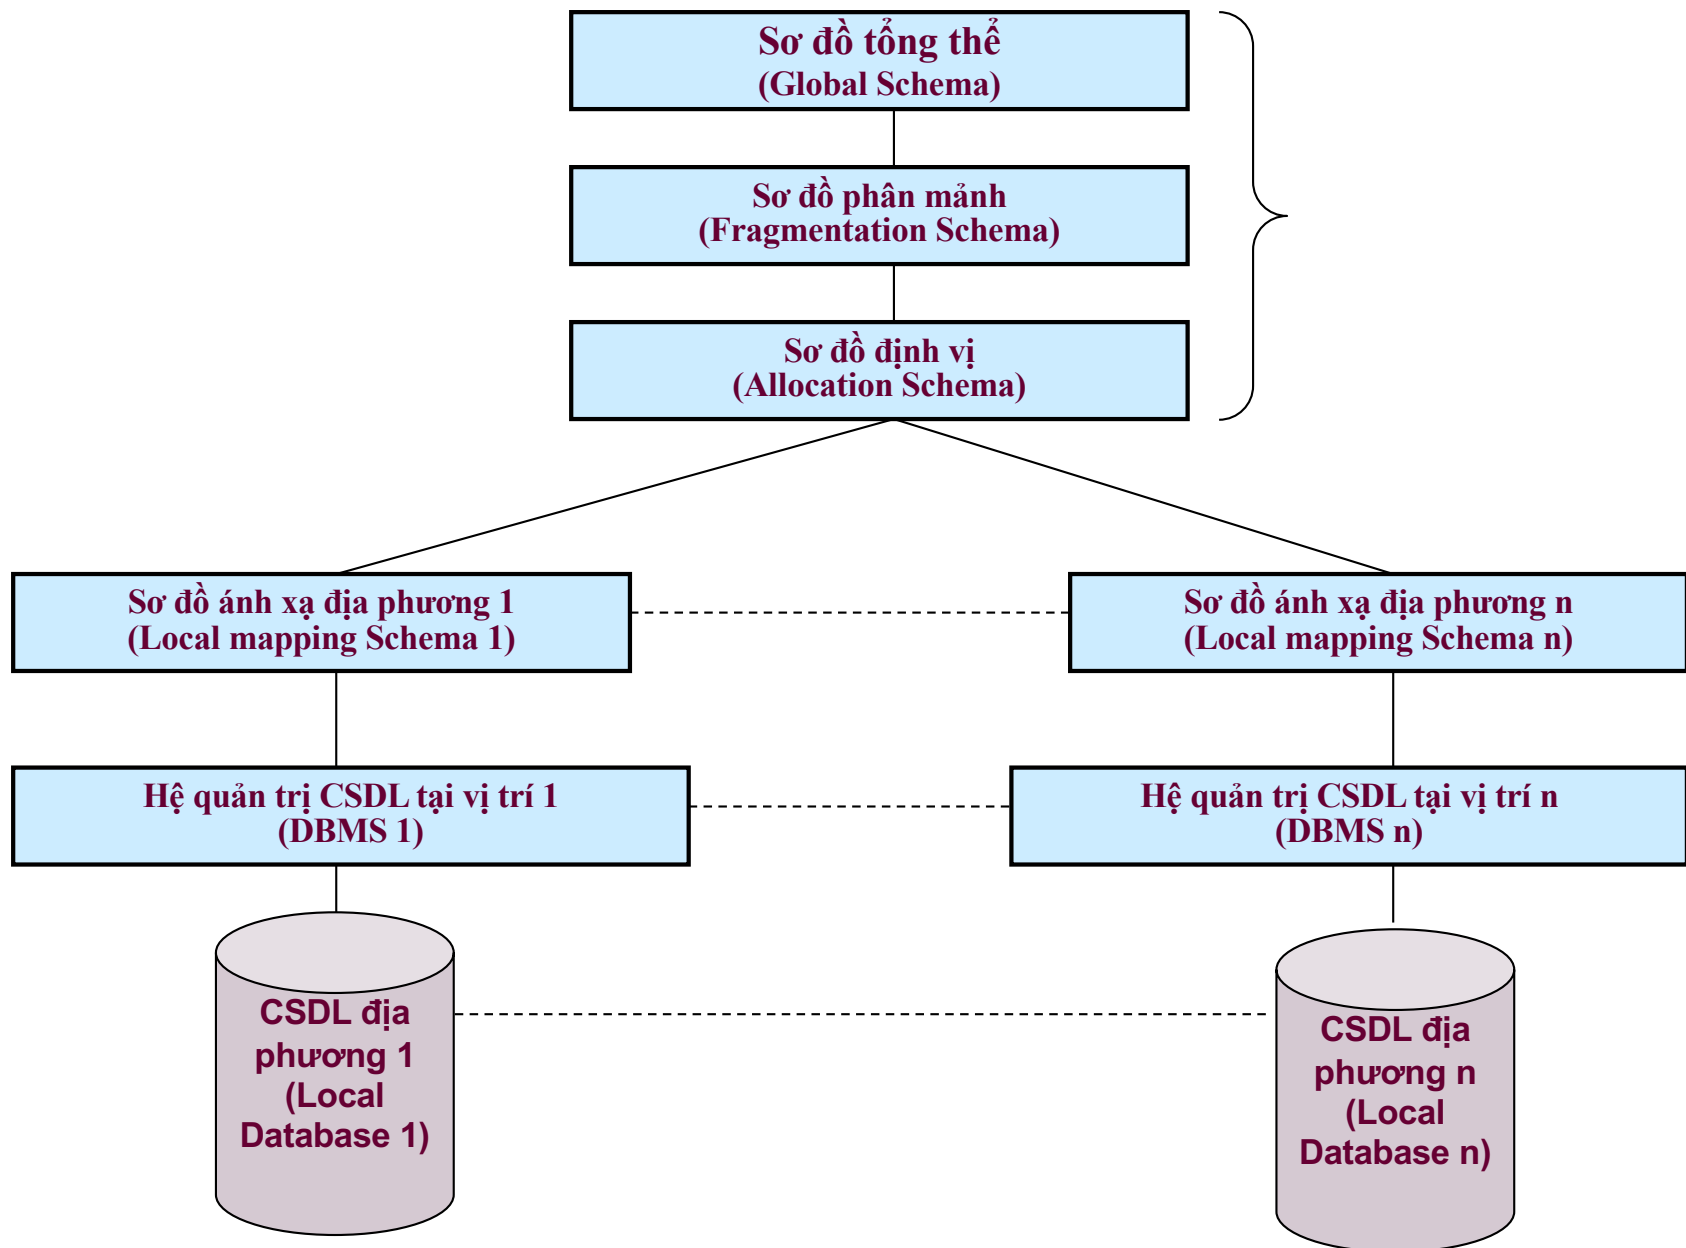 Sơ đồ tổng thể
(Global Schema)
Sơ đồ phân mảnh
(Fragmentation Schema)
Sơ đồ định vị
(Allocation Schema)
Sơ đồ ánh xạ địa phương 1
(Local mapping Schema 1)
Sơ đồ ánh xạ địa phương n
(Local mapping Schema n)
Hệ quản trị CSDL tại vị trí 1
(DBMS 1)
Hệ quản trị CSDL tại vị trí n
(DBMS n)
CSDL địa
phương 1
(Local
Database 1)
CSDL địa
phương n
(Local
Database n)